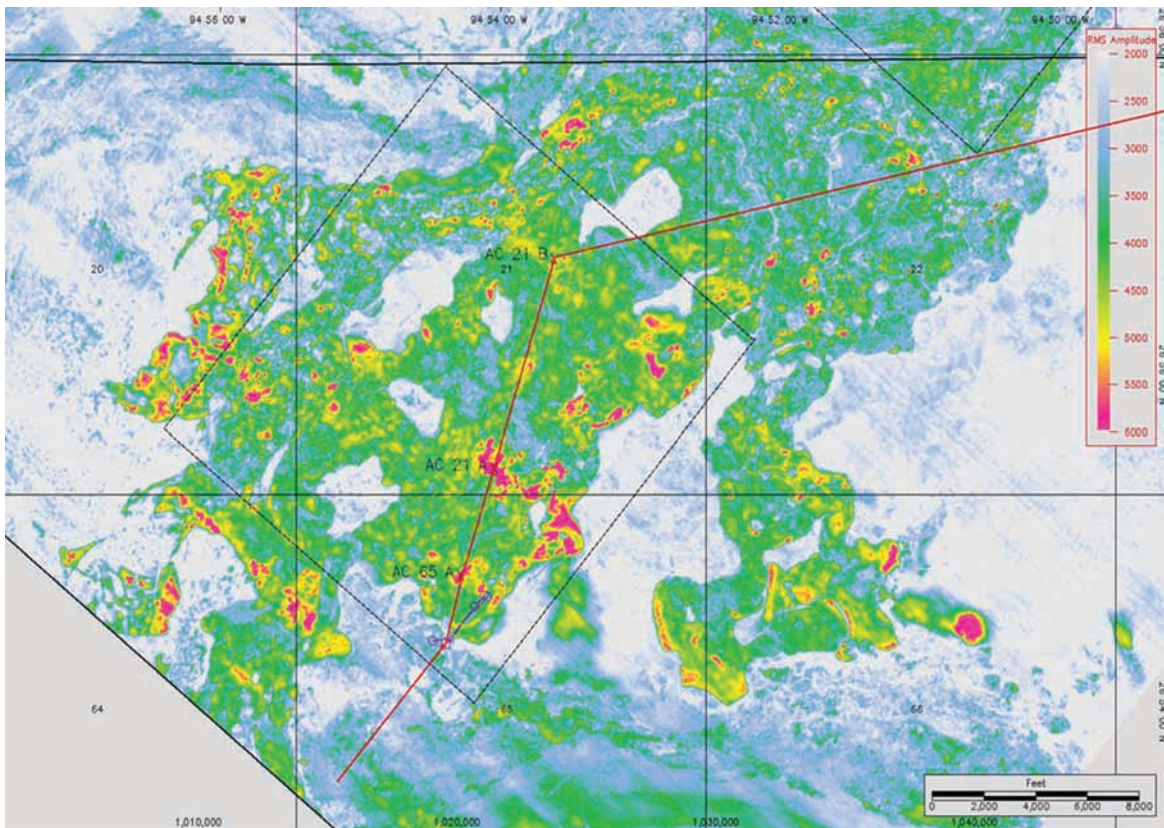 94 56 00 W 94 54 00 W 94 52 00 W 94 50 00 W
RMS Amplitude
2000
2500
3000
3500
4000
4500
5000
5500
6000
AC 21 B
20 21 22
AC 21 A
AC 65 A
64 65 66
Feet
0 2,000 4,000 6,000 8,000
1,010,000 1,020,000 1,030,000 1,040,000